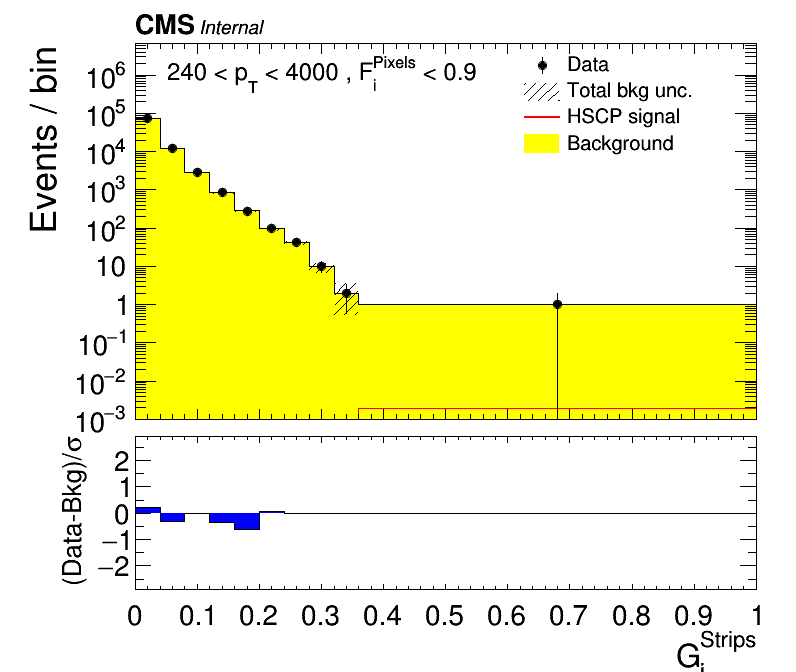 CMS Internal
Events / bin
240 < p_T < 4000 , F_i^Pixels < 0.9
Data
Total bkg unc.
HSCP signal
Background
10^6
10^5
10^4
10^3
10^2
10
1
10^−1
10^−2
10^−3
(Data-Bkg)/σ
2
1
0
−1
−2
0 0.1 0.2 0.3 0.4 0.5 0.6 0.7 0.8 0.9 1
G_i^Strips